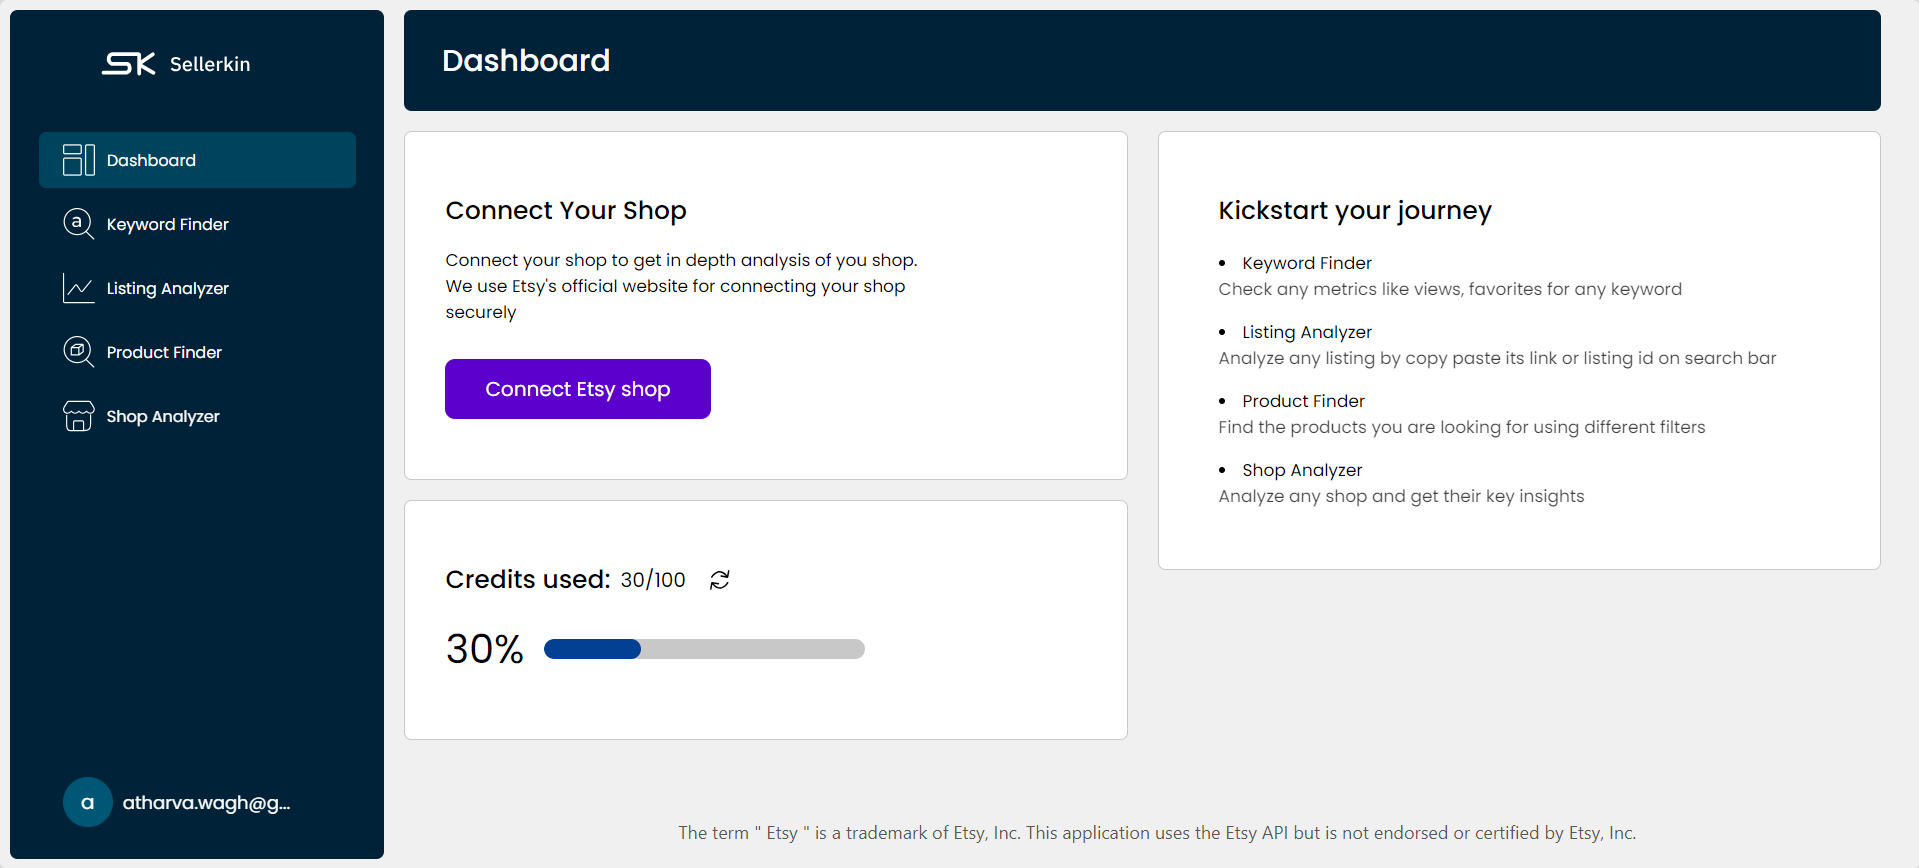 SK Sellerkin
Dashboard
Keyword Finder
Listing Analyzer
Product Finder
Shop Analyzer
a atharva.wagh@g...
Dashboard
Connect Your Shop
Connect your shop to get in depth analysis of you shop.
We use Etsy's official website for connecting your shop
securely
Connect Etsy shop
Credits used: 30/100
30%
Kickstart your journey
• Keyword Finder
Check any metrics like views, favorites for any keyword
• Listing Analyzer
Analyze any listing by copy paste its link or listing id on search bar
• Product Finder
Find the products you are looking for using different filters
• Shop Analyzer
Analyze any shop and get their key insights
The term " Etsy " is a trademark of Etsy, Inc. This application uses the Etsy API but is not endorsed or certified by Etsy, Inc.